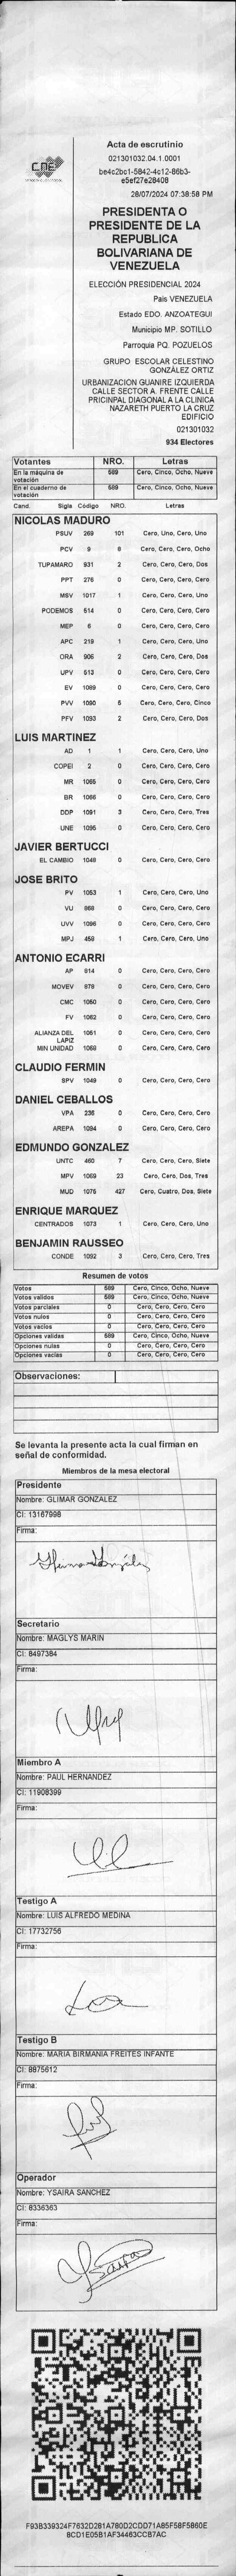 CNE
Acta de escrutinio
021301032.04.1.0001
be4c2bc1-5842-4c12-86b3-
e5ef27e28408
28/07/2024 07:39:58 PM
PRESIDENTA O
PRESIDENTE DE LA
REPUBLICA
BOLIVARIANA DE
VENEZUELA
ELECCIÓN PRESIDENCIAL 2024
País VENEZUELA
Estado EDO. ANZOATEGUI
Municipio MP. SOTILLO
Parroquia PQ. POZUELOS
GRUPO ESCOLAR CELESTINO
GONZÁLEZ ORTIZ
URBANIZACION GUANIRE IZQUIERDA
CALLE SECTOR A. FRENTE CALLE
PRICINPAL DIAGONAL A LA CLINICA
NAZARETH PUERTO LA CRUZ
EDIFICIO
021301032
934 Electores
Votantes NRO. Letras
En la máquina de votación 589 Cero, Cinco, Ocho, Nueve
En el cuaderno de votación 589 Cero, Cinco, Ocho, Nueve
Cand. Sigla Código NRO. Letras
NICOLAS MADURO
PSUV 269 101 Cero, Uno, Cero, Uno
PCV 9 8 Cero, Cero, Cero, Ocho
TUPAMARO 931 2 Cero, Cero, Cero, Dos
PPT 276 0 Cero, Cero, Cero, Cero
MSV 1017 1 Cero, Cero, Cero, Uno
PODEMOS 514 0 Cero, Cero, Cero, Cero
MEP 6 0 Cero, Cero, Cero, Cero
APC 219 1 Cero, Cero, Cero, Uno
ORA 906 2 Cero, Cero, Cero, Dos
UPV 513 0 Cero, Cero, Cero, Cero
EV 1089 0 Cero, Cero, Cero, Cero
PVV 1090 5 Cero, Cero, Cero, Cinco
PFV 1093 2 Cero, Cero, Cero, Dos
LUIS MARTINEZ
AD 1 1 Cero, Cero, Cero, Uno
COPEI 2 0 Cero, Cero, Cero, Cero
MR 1055 0 Cero, Cero, Cero, Cero
BR 1066 0 Cero, Cero, Cero, Cero
DDP 1091 3 Cero, Cero, Cero, Tres
UNE 1095 0 Cero, Cero, Cero, Cero
JAVIER BERTUCCI
EL CAMBIO 1048 0 Cero, Cero, Cero, Cero
JOSE BRITO
PV 1053 1 Cero, Cero, Cero, Uno
VU 868 0 Cero, Cero, Cero, Cero
UVV 1096 0 Cero, Cero, Cero, Cero
MPJ 458 1 Cero, Cero, Cero, Uno
ANTONIO ECARRI
AP 914 0 Cero, Cero, Cero, Cero
MOVEV 878 0 Cero, Cero, Cero, Cero
CMC 1050 0 Cero, Cero, Cero, Cero
FV 1062 0 Cero, Cero, Cero, Cero
ALIANZA DEL LAPIZ 1051 0 Cero, Cero, Cero, Cero
MIN UNIDAD 1058 0 Cero, Cero, Cero, Cero
CLAUDIO FERMIN
SPV 1049 0 Cero, Cero, Cero, Cero
DANIEL CEBALLOS
VPA 236 0 Cero, Cero, Cero, Cero
AREPA 1094 0 Cero, Cero, Cero, Cero
EDMUNDO GONZALEZ
UNTC 460 7 Cero, Cero, Cero, Siete
MPV 1069 23 Cero, Cero, Dos, Tres
MUD 1076 427 Cero, Cuatro, Dos, Siete
ENRIQUE MARQUEZ
CENTRADOS 1073 1 Cero, Cero, Cero, Uno
BENJAMIN RAUSSEO
CONDE 1092 3 Cero, Cero, Cero, Tres
Resumen de votos
Votos 589 Cero, Cinco, Ocho, Nueve
Votos validos 589 Cero, Cinco, Ocho, Nueve
Votos parciales 0 Cero, Cero, Cero, Cero
Votos nulos 0 Cero, Cero, Cero, Cero
Votos vacíos 0 Cero, Cero, Cero, Cero
Opciones validas 589 Cero, Cinco, Ocho, Nueve
Opciones nulas 0 Cero, Cero, Cero, Cero
Opciones vacias 0 Cero, Cero, Cero, Cero
Observaciones:
Se levanta la presente acta la cual firman en
señal de conformidad.
Miembros de la mesa electoral
Presidente
Nombre: GLIMAR GONZALEZ
CI: 13167998
Firma:
Secretario
Nombre: MAGLYS MARIN
CI: 8497384
Firma:
Miembro A
Nombre: PAUL HERNANDEZ
CI: 11908399
Firma:
Testigo A
Nombre: LUIS ALFREDO MEDINA
CI: 17732756
Firma:
Testigo B
Nombre: MARIA BIRMANIA FREITES INFANTE
CI: 8875612
Firma:
Operador
Nombre: YSAIRA SANCHEZ
CI: 8336363
Firma:
F93B339324F7632D281A780D2CDD71A85F58F5860E
8CD1E05B1AF34463CCB7AC